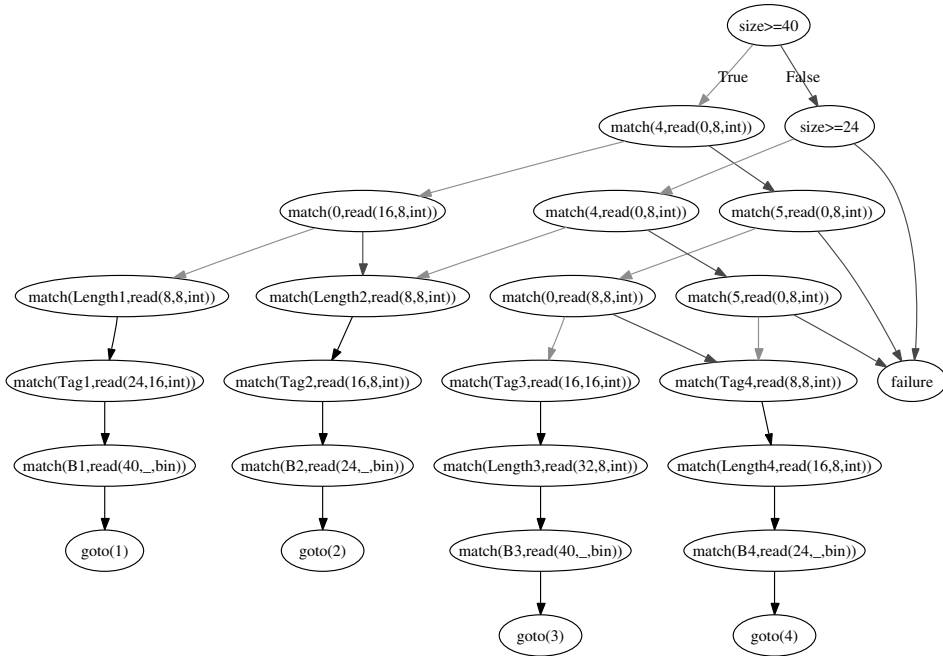 size>=40
True
False
match(4,read(0,8,int))
size>=24
match(0,read(16,8,int))
match(4,read(0,8,int))
match(5,read(0,8,int))
match(Length1,read(8,8,int))
match(Length2,read(8,8,int))
match(0,read(8,8,int))
match(5,read(0,8,int))
match(Tag1,read(24,16,int))
match(Tag2,read(16,8,int))
match(Tag3,read(16,16,int))
match(Tag4,read(8,8,int))
failure
match(B1,read(40,_,bin))
match(B2,read(24,_,bin))
match(Length3,read(32,8,int))
match(Length4,read(16,8,int))
goto(1)
goto(2)
match(B3,read(40,_,bin))
match(B4,read(24,_,bin))
goto(3)
goto(4)